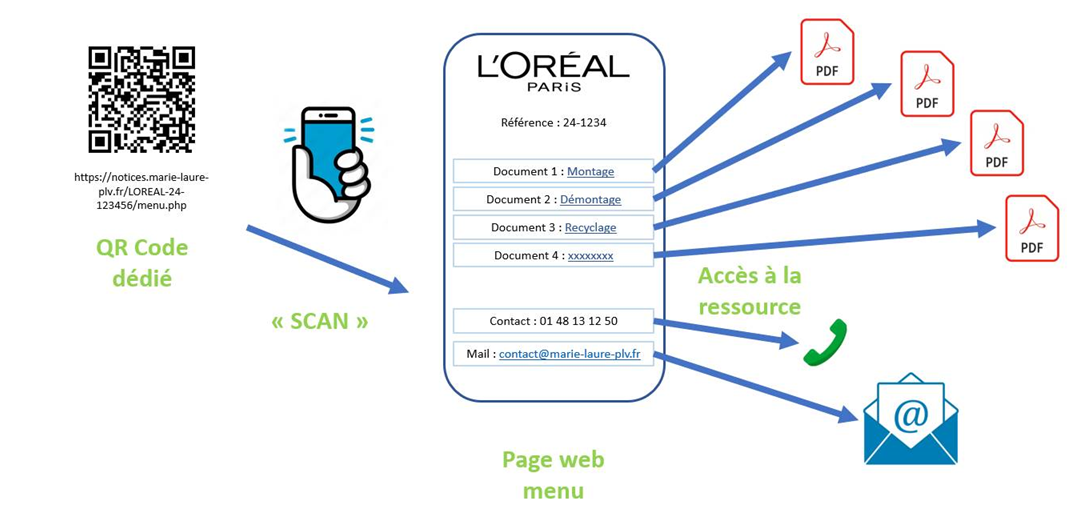 https://notices.marie-laure-
plv.fr/LOREAL-24-
123456/menu.php
QR Code
dédié
« SCAN »
L'ORÉAL
PARIS
Référence : 24-1234
Document 1 : Montage
Document 2 : Démontage
Document 3 : Recyclage
Document 4 : xxxxxxxx
Contact : 01 48 13 12 50
Mail : contact@marie-laure-plv.fr
Page web
menu
PDF
PDF
PDF
PDF
Accès à la
ressource
@